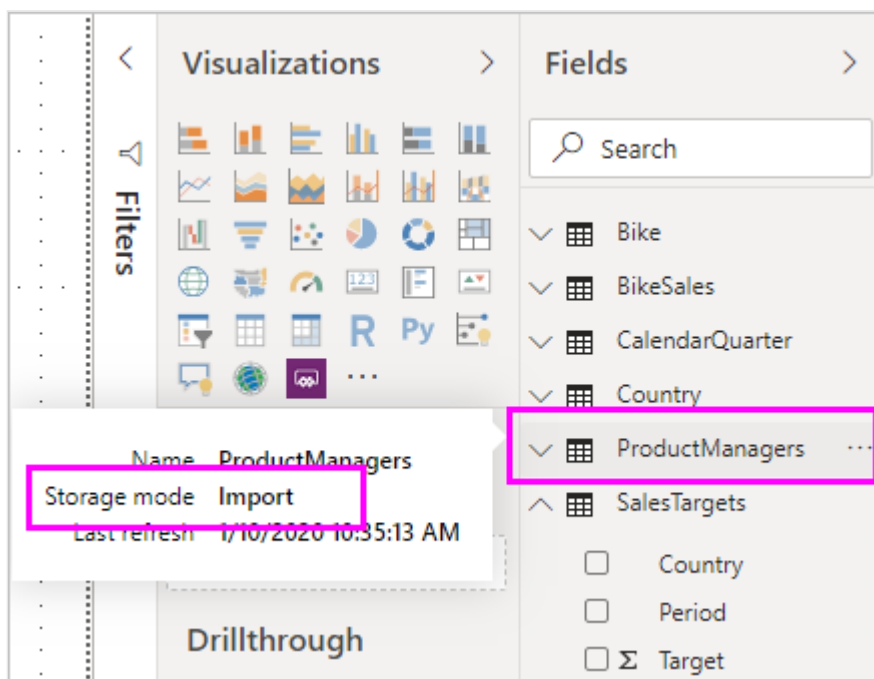 Visualizations
Fields
Search
Filters
Bike
BikeSales
CalendarQuarter
Country
ProductManagers
SalesTargets
Country
Period
Σ Target
123
R
Py
...
Name ProductManagers
Storage mode Import
Last refresh 1/10/2020 10:35:13 AM
Drillthrough